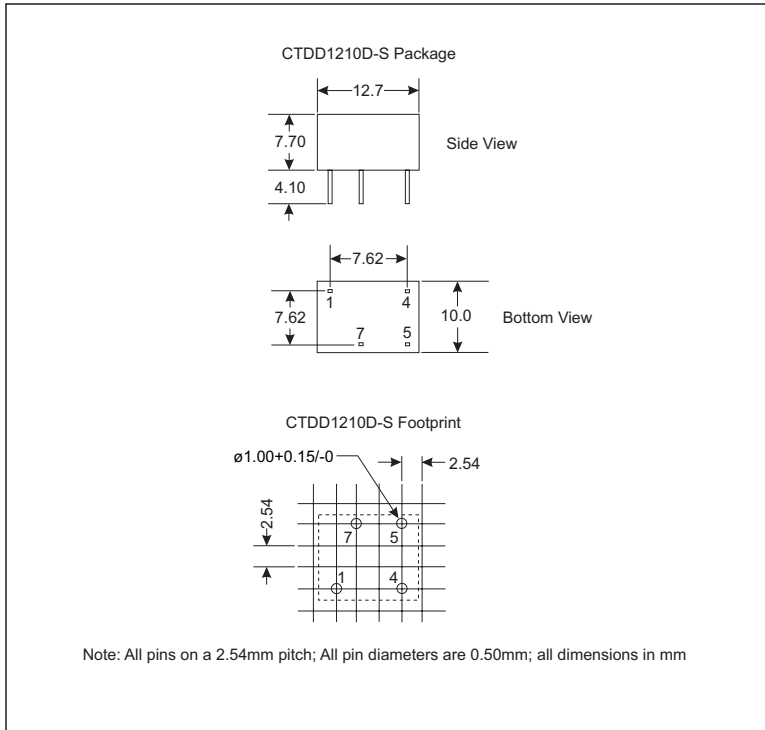 CTDD1210D-S Package
12.7
7.70
Side View
4.10
7.62
1
4
7.62
10.0
Bottom View
7
5
CTDD1210D-S Footprint
ø1.00+0.15/-0
2.54
2.54
7
5
1
4
Note: All pins on a 2.54mm pitch; All pin diameters are 0.50mm; all dimensions in mm